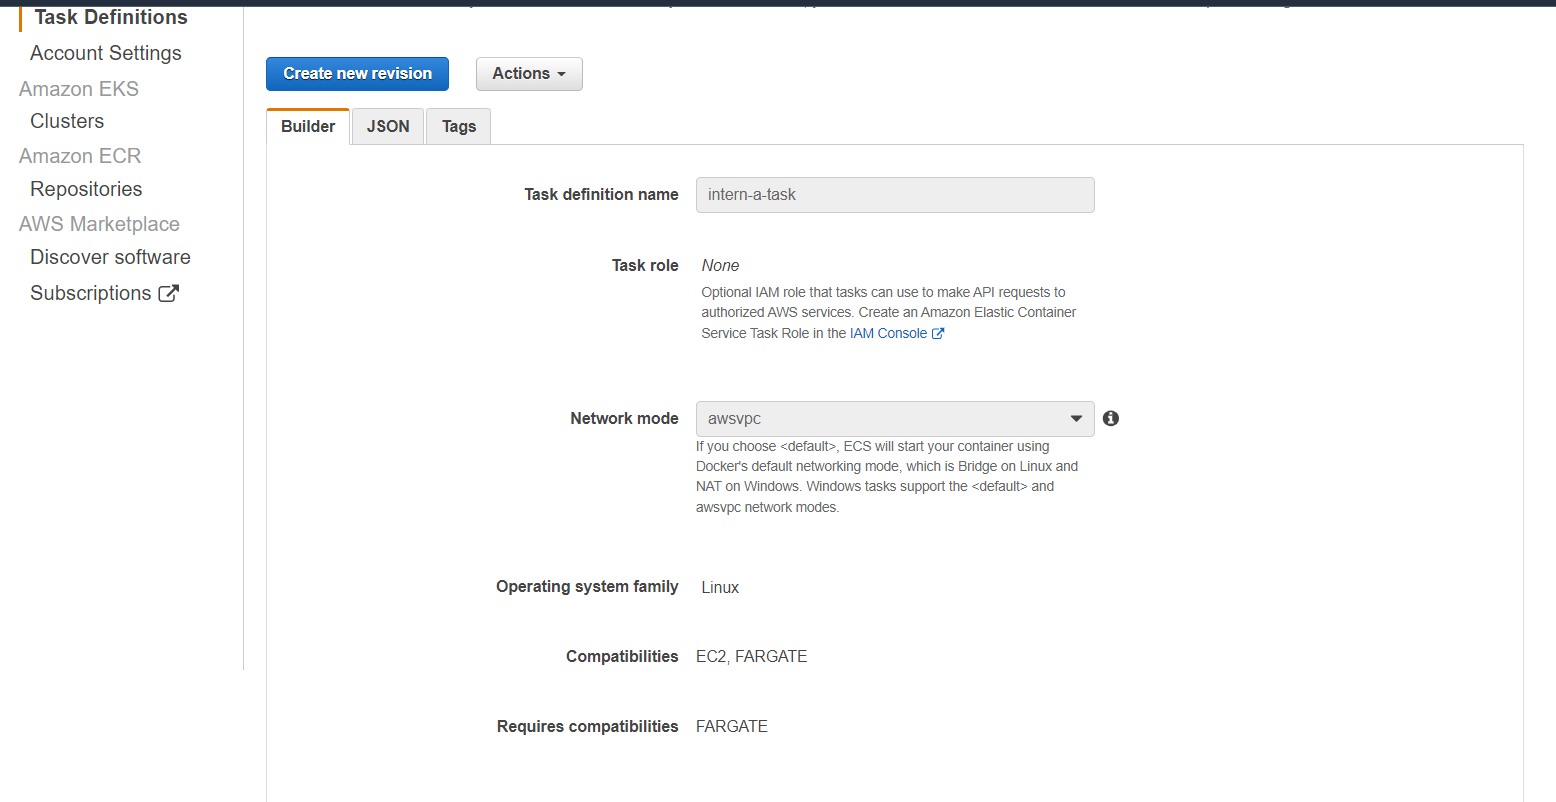 Task Definitions
Account Settings
Amazon EKS
Clusters
Amazon ECR
Repositories
AWS Marketplace
Discover software
Subscriptions
Create new revision
Actions
Builder
JSON
Tags
Task definition name
intern-a-task
Task role
None
Optional IAM role that tasks can use to make API requests to
authorized AWS services. Create an Amazon Elastic Container
Service Task Role in the IAM Console
Network mode
awsvpc
If you choose <default>, ECS will start your container using
Docker's default networking mode, which is Bridge on Linux and
NAT on Windows. Windows tasks support the <default> and
awsvpc network modes.
Operating system family
Linux
Compatibilities
EC2, FARGATE
Requires compatibilities
FARGATE